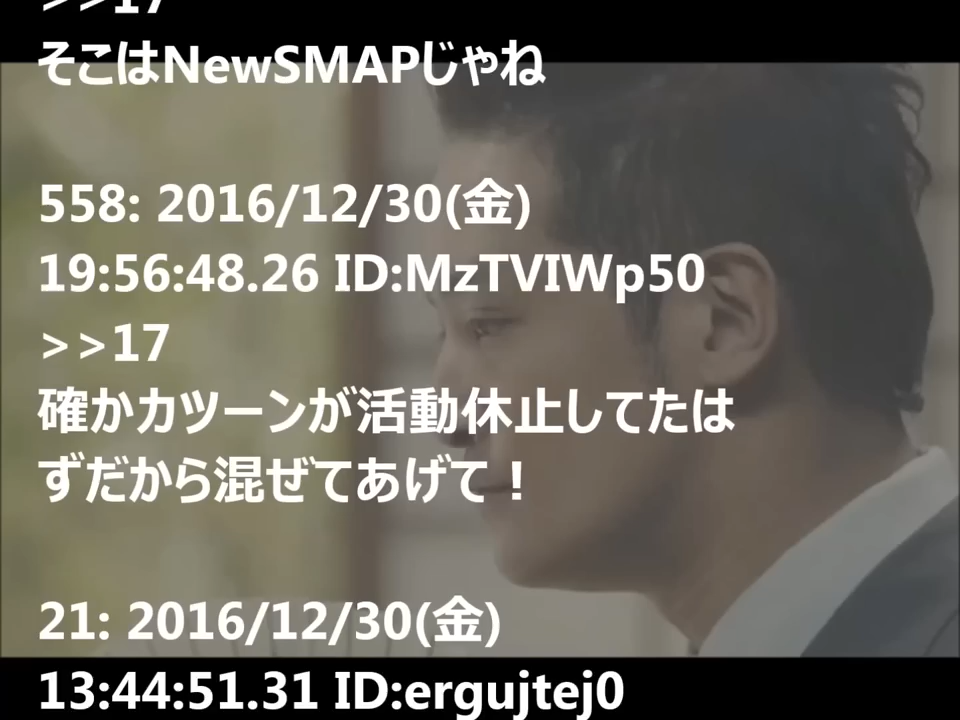 >>17
そこはNewSMAPじゃね
558: 2016/12/30(金)
19:56:48.26 ID:MzTVIWp50
>>17
確かカツーンが活動休止してたは
ずだから混ぜてあげて！
21: 2016/12/30(金)
13:44:51.31 ID:ergujtej0